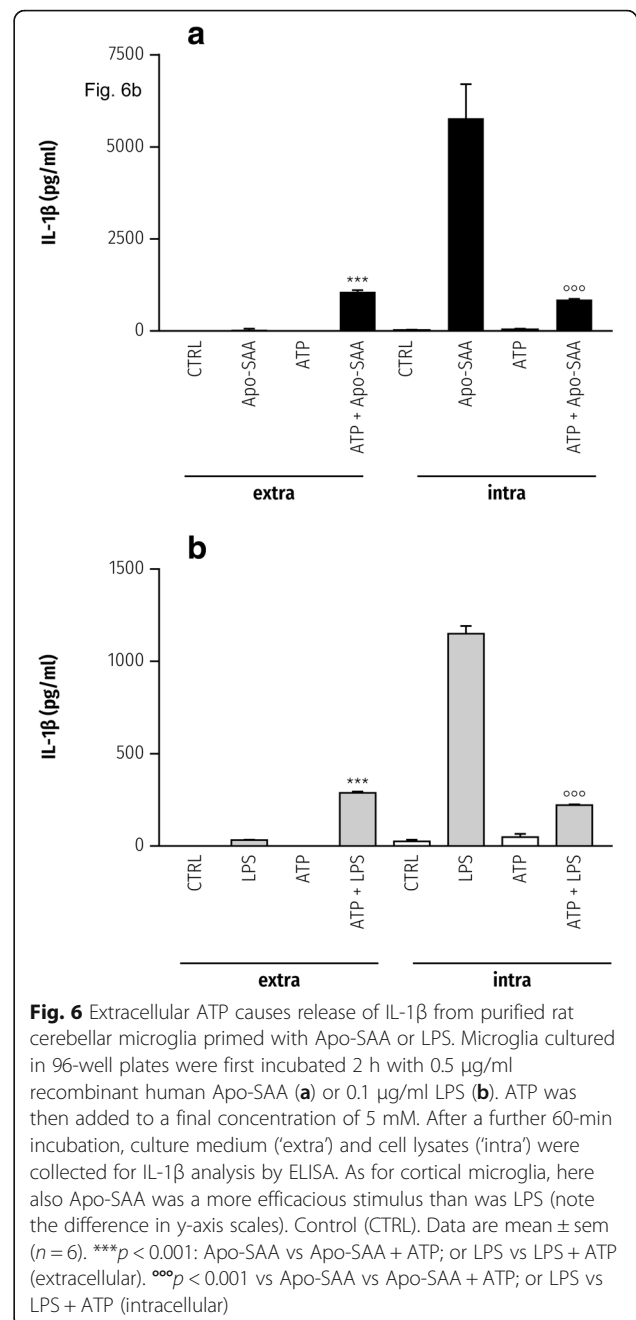 a
7500
Fig. 6b
5000
2500
0
IL-1β (pg/ml)
***
°°°
CTRL
Apo-SAA
ATP
ATP + Apo-SAA
CTRL
Apo-SAA
ATP
ATP + Apo-SAA
extra
intra
b
1500
1000
500
0
IL-1β (pg/ml)
***
°°°
CTRL
LPS
ATP
ATP + LPS
CTRL
LPS
ATP
ATP + LPS
extra
intra
Fig. 6 Extracellular ATP causes release of IL-1β from purified rat
cerebellar microglia primed with Apo-SAA or LPS. Microglia cultured
in 96-well plates were first incubated 2 h with 0.5 μg/ml
recombinant human Apo-SAA (a) or 0.1 μg/ml LPS (b). ATP was
then added to a final concentration of 5 mM. After a further 60-min
incubation, culture medium (‘extra’) and cell lysates (‘intra’) were
collected for IL-1β analysis by ELISA. As for cortical microglia, here
also Apo-SAA was a more efficacious stimulus than was LPS (note
the difference in y-axis scales). Control (CTRL). Data are mean ± sem
(n = 6). ***p < 0.001: Apo-SAA vs Apo-SAA + ATP; or LPS vs LPS + ATP
(extracellular). °°°p < 0.001 vs Apo-SAA vs Apo-SAA + ATP; or LPS vs
LPS + ATP (intracellular)